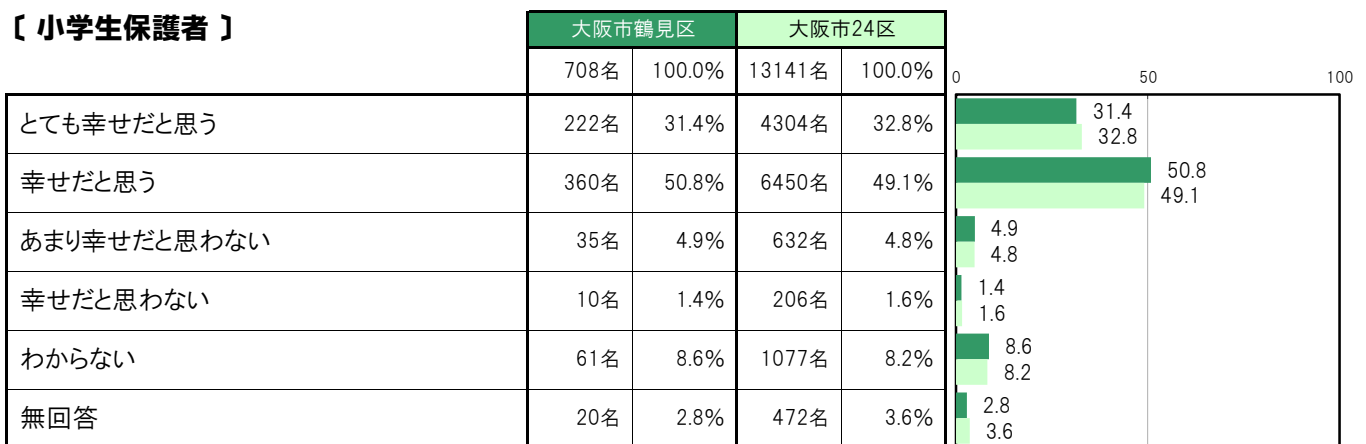 〔 小学生保護者 〕
大阪市鶴見区 大阪市24区
708名 100.0% 13141名 100.0% 0 50 100
とても幸せだと思う 222名 31.4% 4304名 32.8% 31.4
32.8
幸せだと思う 360名 50.8% 6450名 49.1% 50.8
49.1
あまり幸せだと思わない 35名 4.9% 632名 4.8% 4.9
4.8
幸せだと思わない 10名 1.4% 206名 1.6% 1.4
1.6
わからない 61名 8.6% 1077名 8.2% 8.6
8.2
無回答 20名 2.8% 472名 3.6% 2.8
3.6